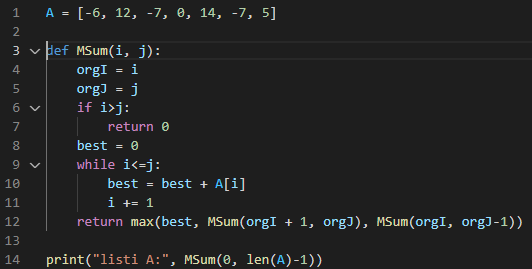 1 A = [-6, 12, -7, 0, 14, -7, 5]
2
3 def MSum(i, j):
4     orgI = i
5     orgJ = j
6     if i>j:
7         return 0
8     best = 0
9     while i<=j:
10         best = best + A[i]
11         i += 1
12     return max(best, MSum(orgI + 1, orgJ), MSum(orgI, orgJ-1))
13
14 print("listi A:", MSum(0, len(A)-1))